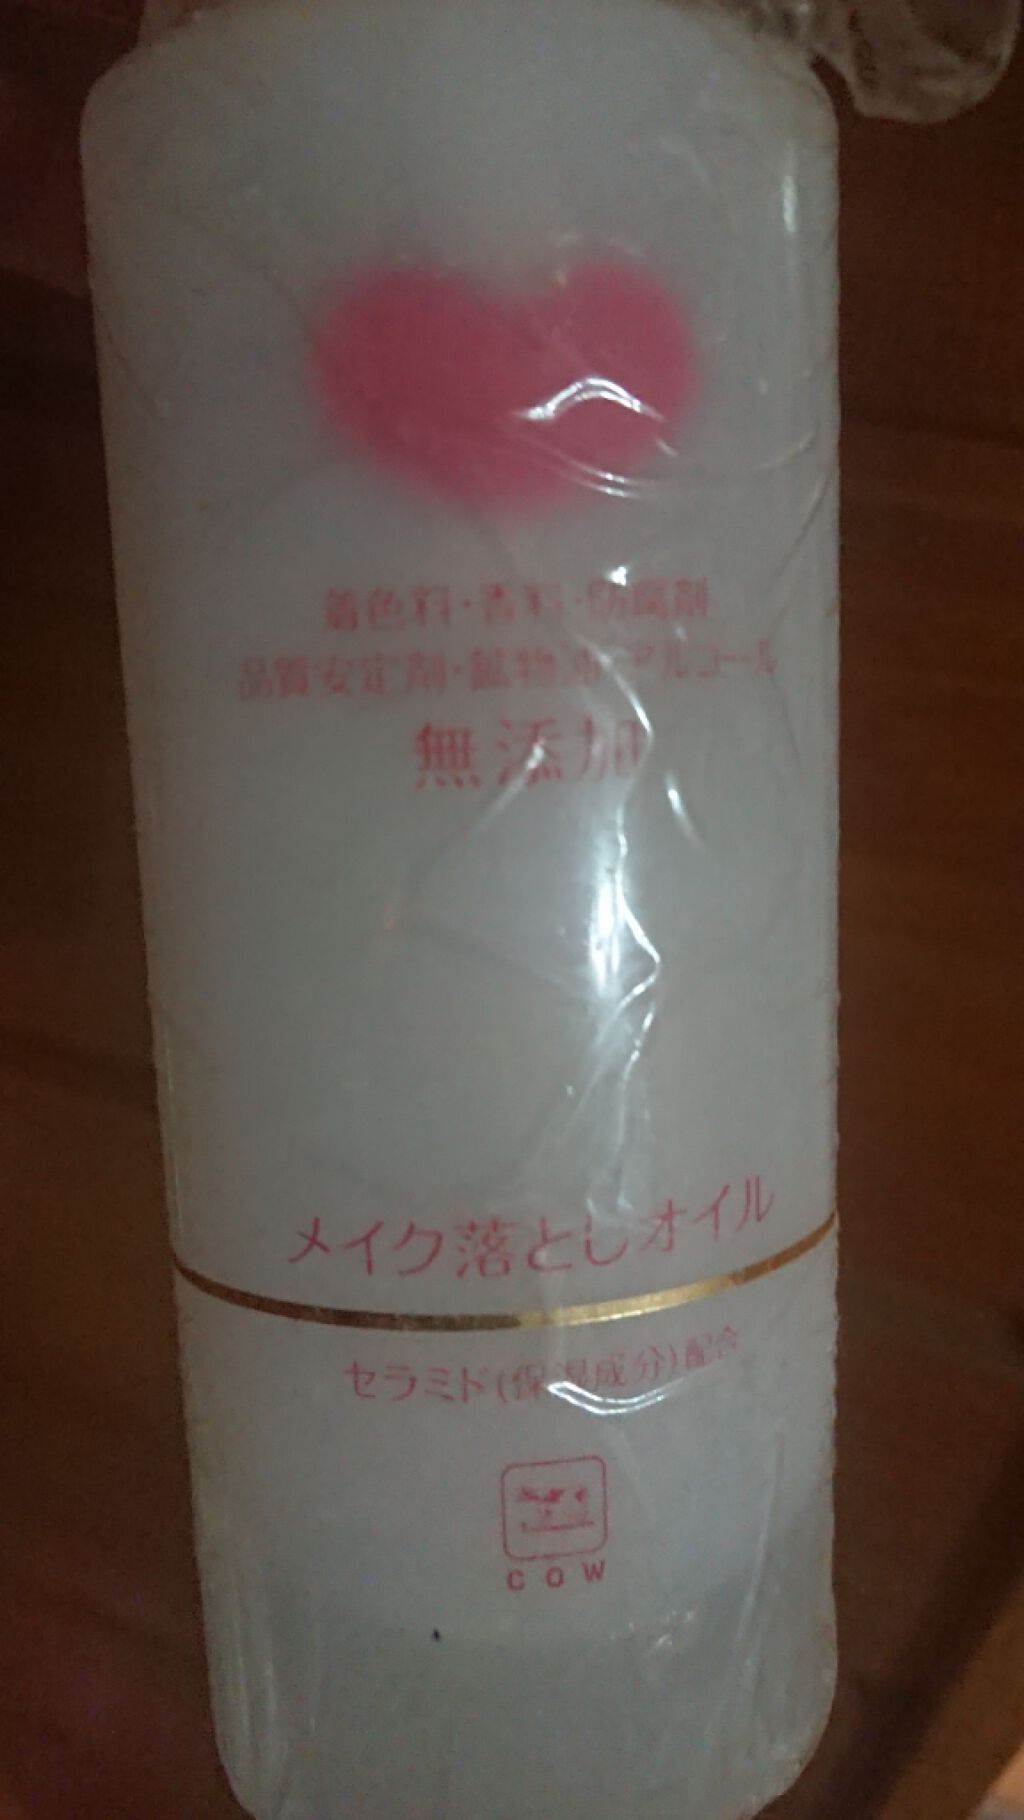 着色料・香料・防腐剤
品質安定剤・鉱物油・アルコール
無添加
メイク落としオイル
セラミド(保湿成分)配合
COW